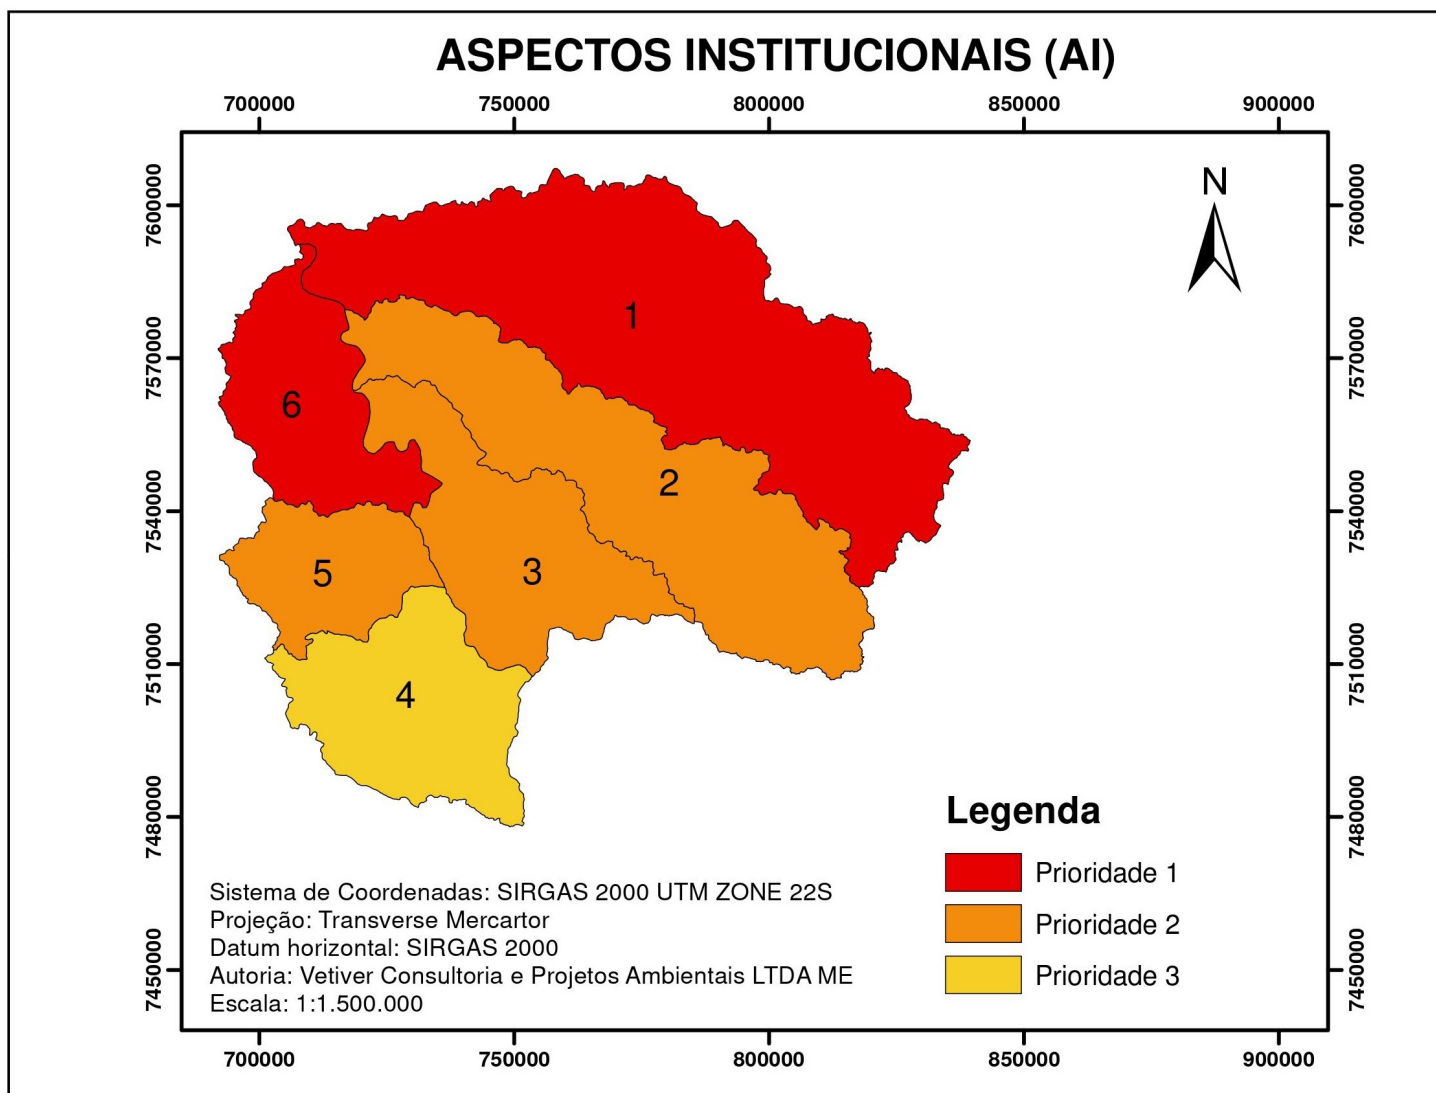 ASPECTOS INSTITUCIONAIS (AI)
700000 750000 800000 850000 900000
7600000 7600000
N
1
7570000 7570000
6
2
7540000 7540000
5 3
7510000 7510000
4
7480000 7480000
Legenda
Prioridade 1
Prioridade 2
Prioridade 3
7450000 7450000
Sistema de Coordenadas: SIRGAS 2000 UTM ZONE 22S
Projeção: Transverse Mercartor
Datum horizontal: SIRGAS 2000
Autoria: Vetiver Consultoria e Projetos Ambientais LTDA ME
Escala: 1:1.500.000
700000 750000 800000 850000 900000